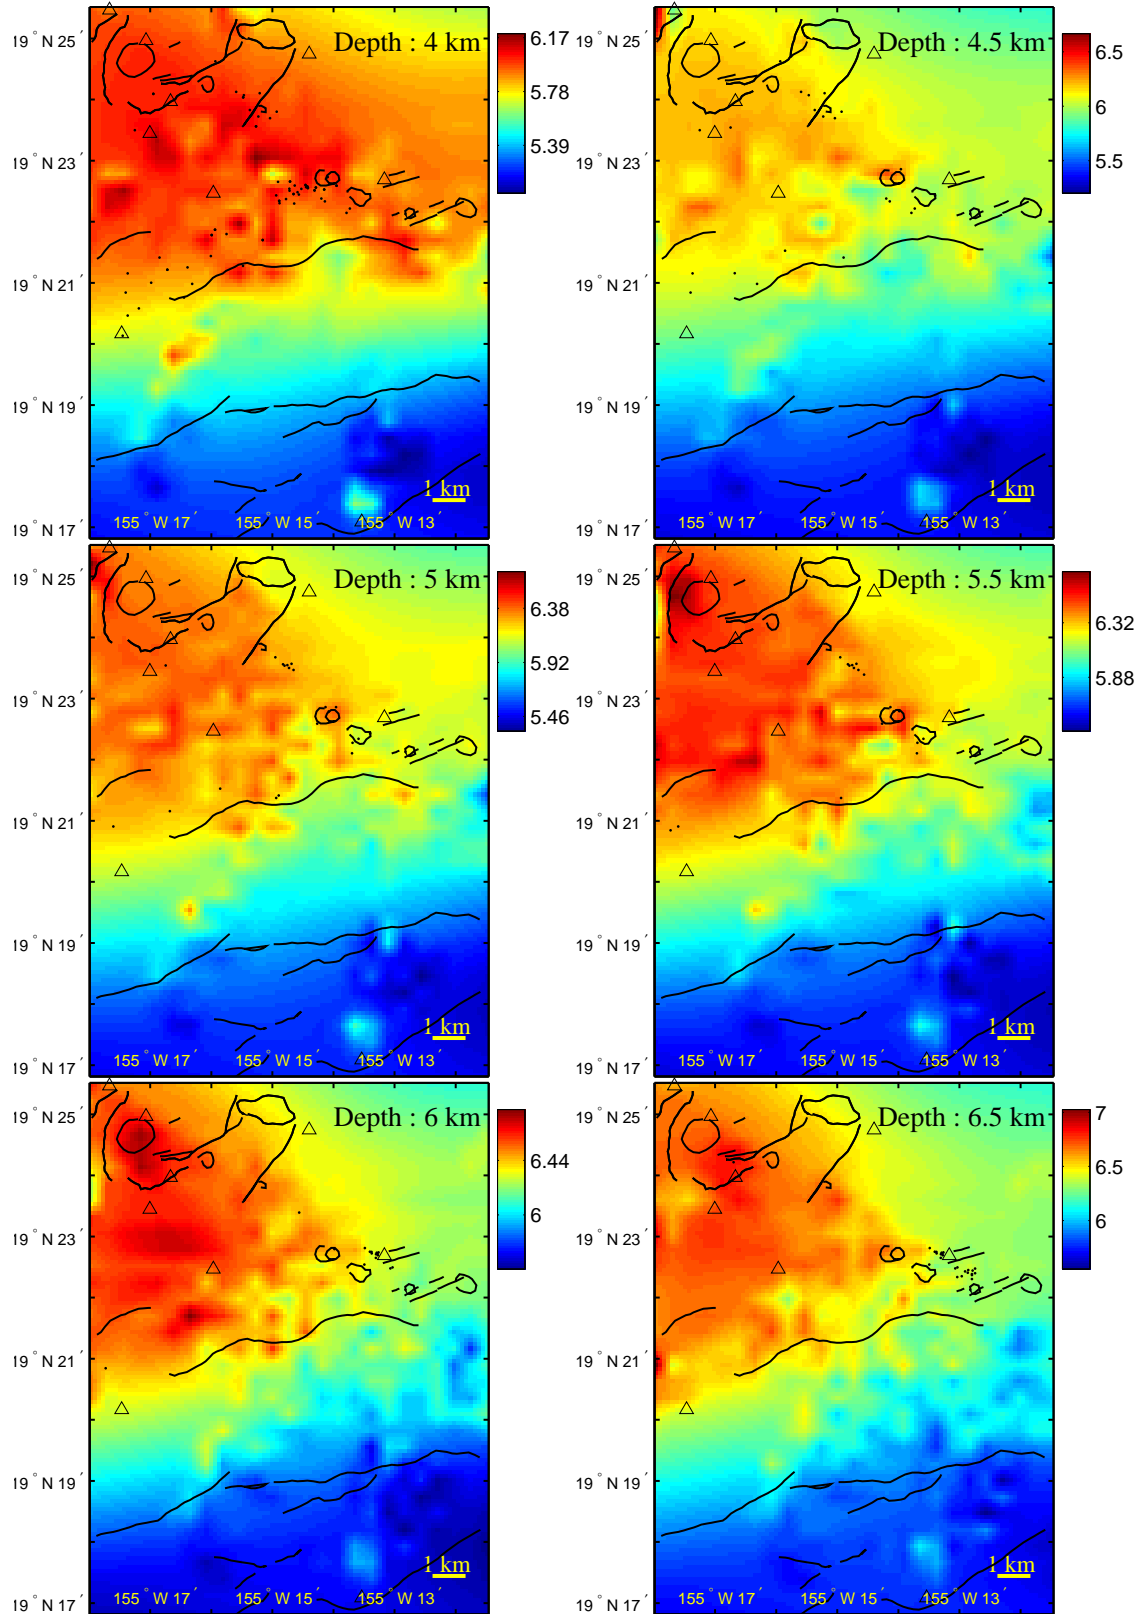 Depth : 4 km
19° N 25′
19° N 23′
19° N 21′
19° N 19′
19° N 17′
155° W 17′
155° W 15′
155° W 13′
1 km
6.17
5.78
5.39
Depth : 4.5 km
19° N 25′
19° N 23′
19° N 21′
19° N 19′
19° N 17′
155° W 17′
155° W 15′
155° W 13′
1 km
6.5
6
5.5
Depth : 5 km
19° N 25′
19° N 23′
19° N 21′
19° N 19′
19° N 17′
155° W 17′
155° W 15′
155° W 13′
1 km
6.38
5.92
5.46
Depth : 5.5 km
19° N 25′
19° N 23′
19° N 21′
19° N 19′
19° N 17′
155° W 17′
155° W 15′
155° W 13′
1 km
6.32
5.88
Depth : 6 km
19° N 25′
19° N 23′
19° N 21′
19° N 19′
19° N 17′
155° W 17′
155° W 15′
155° W 13′
1 km
6.44
6
Depth : 6.5 km
19° N 25′
19° N 23′
19° N 21′
19° N 19′
19° N 17′
155° W 17′
155° W 15′
155° W 13′
1 km
7
6.5
6